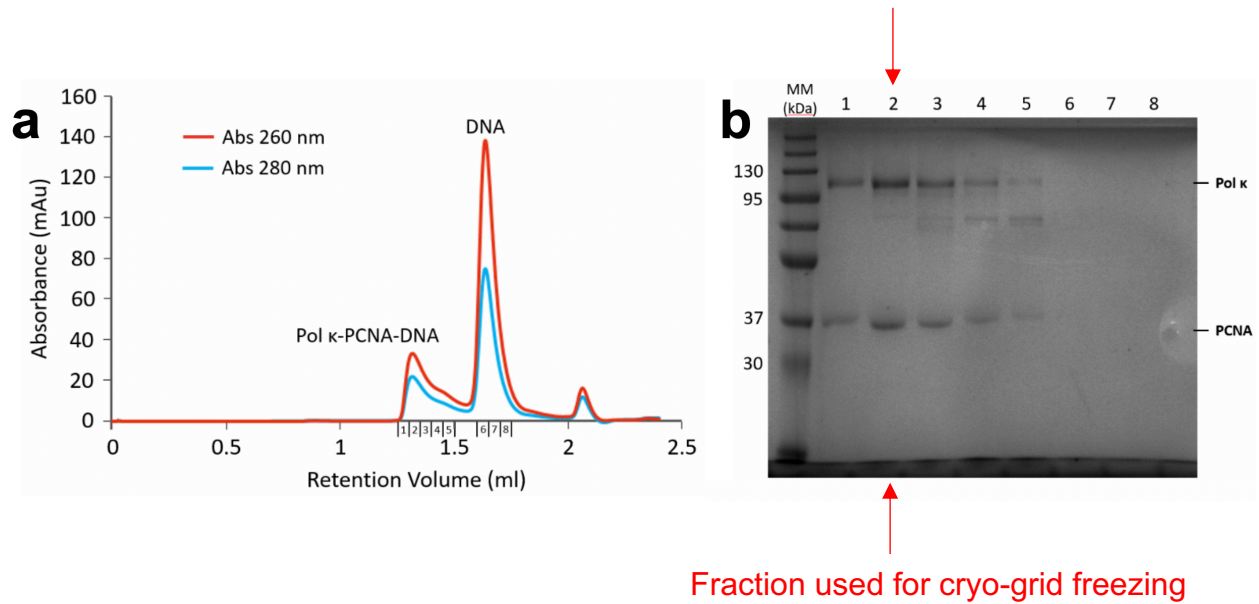 a
160
140
120
100
80
60
40
20
0
Absorbance (mAu)
Abs 260 nm
Abs 280 nm
DNA
Pol κ-PCNA-DNA
1 2 3 4 5 6 7 8
0 0.5 1 1.5 2 2.5
Retention Volume (ml)
b
MM
(kDa)
1 2 3 4 5 6 7 8
130
95
37
30
Pol κ
PCNA
Fraction used for cryo-grid freezing